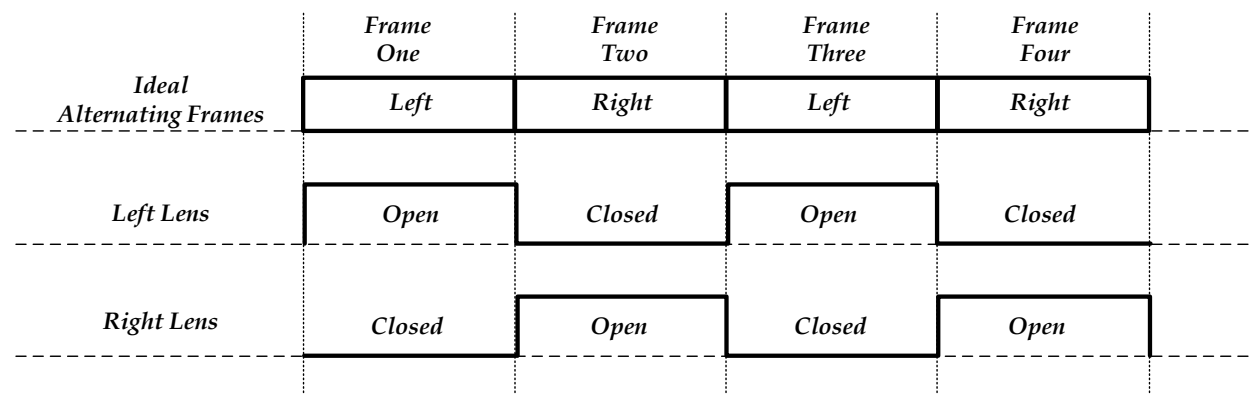 Frame Frame Frame Frame
One Two Three Four
Ideal
Alternating Frames
Left Right Left Right
Left Lens Open Closed Open Closed
Right Lens Closed Open Closed Open